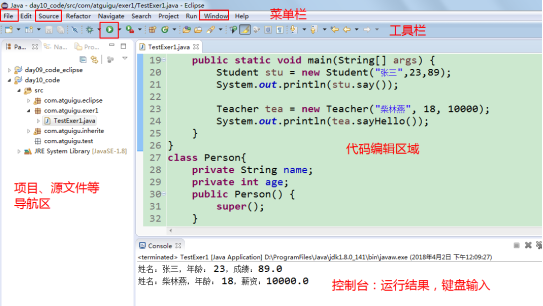 Java - day10_code/src/com/atguigu/exer1/TestExer1.java - Eclipse
File Edit Source Refactor Navigate Search Project Run Window Help
菜单栏
工具栏
day09_code_eclipse
day10_code
src
com.atguigu.eclipse
com.atguigu.exer1
TestExer1.java
com.atguigu.inherite
com.atguigu.test
JRE System Library [JavaSE-1.8]
项目、源文件等
导航区
TestExer1.java
19 public static void main(String[] args) {
20 Student stu = new Student("张三",23,89);
21 System.out.println(stu.say());
22
23 Teacher tea = new Teacher("柴林燕", 18, 10000);
24 System.out.println(tea.sayHello());
25 }
26 }
27 class Person{
28 private String name;
29 private int age;
30 public Person() {
31 super();
32 }
代码编辑区域
Console
<terminated> TestExer1 [Java Application] D:\ProgramFiles\Java\jdk1.8.0_141\bin\javaw.exe (2018年4月2日 下午12:09:27)
姓名：张三，年龄： 23，成绩：89.0
姓名：柴林燕，年龄： 18，薪资：10000.0
控制台：运行结果，键盘输入